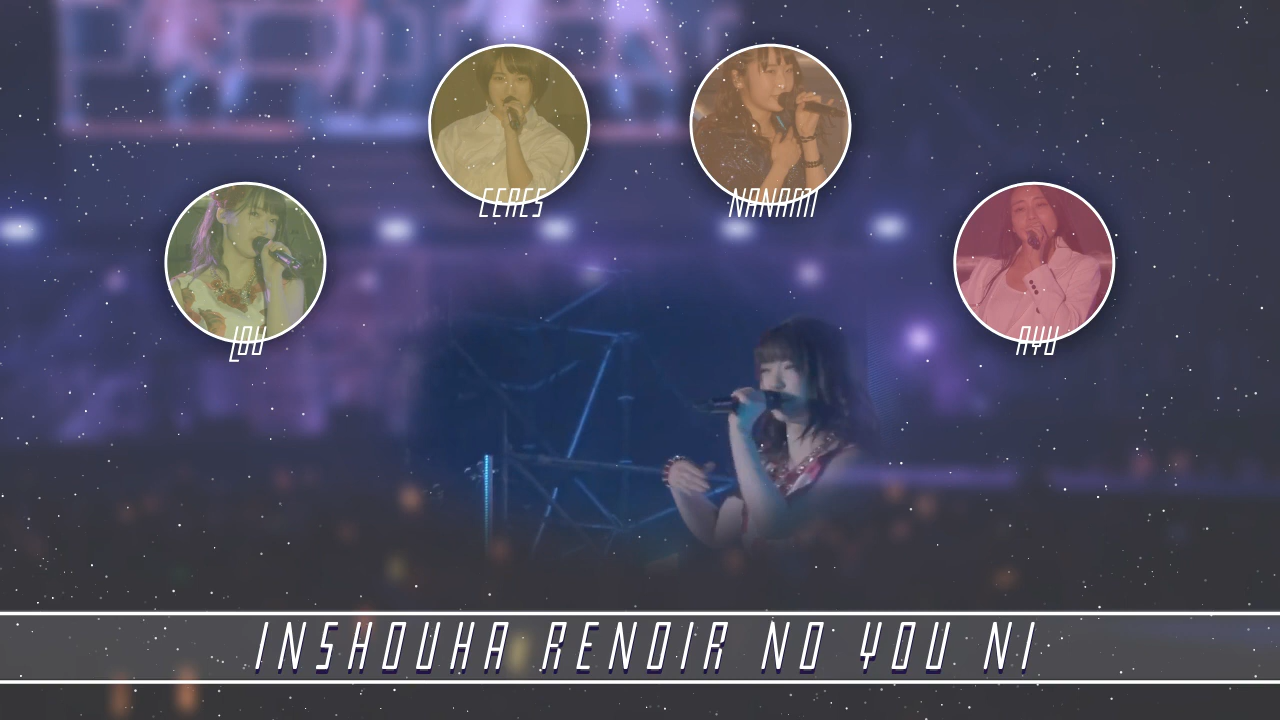 CERES
NANAMI
LOU
AYU
INSHOUHA RENOIR NO YOU NI